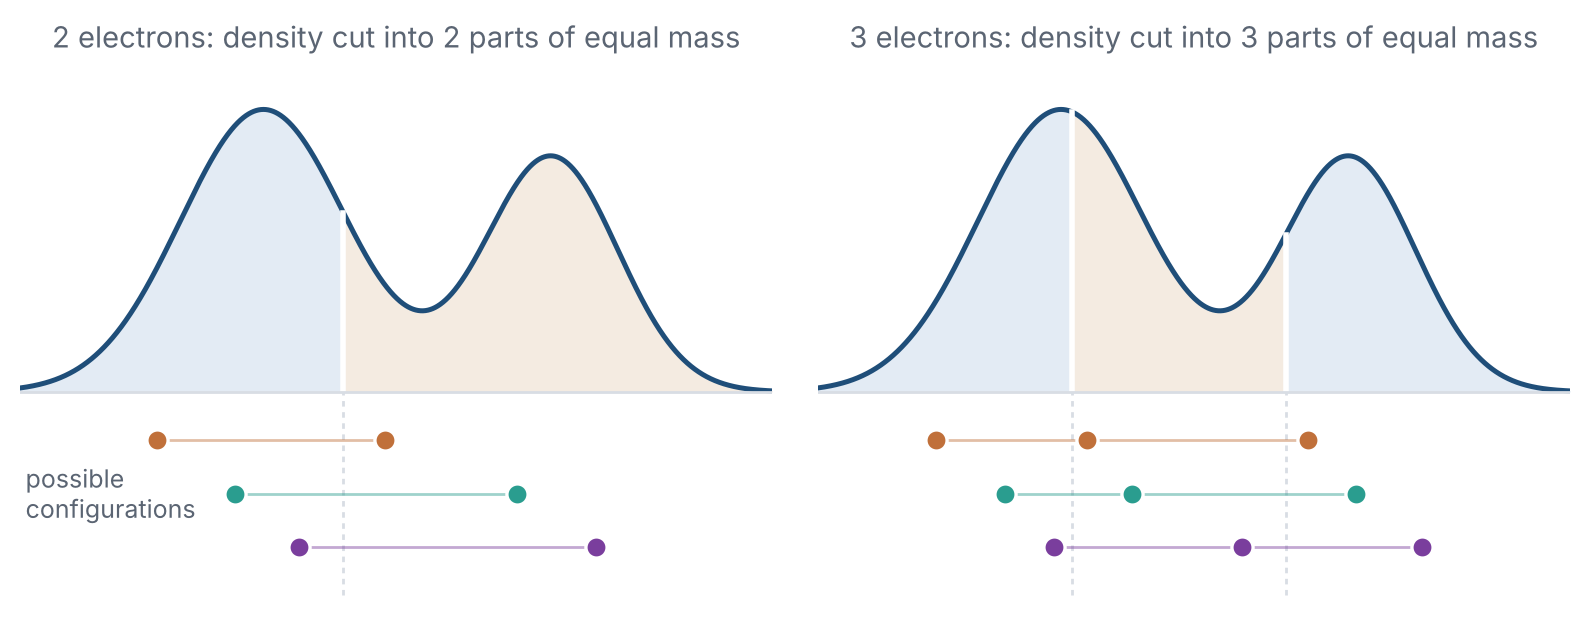 2 electrons: density cut into 2 parts of equal mass
3 electrons: density cut into 3 parts of equal mass
possible
configurations